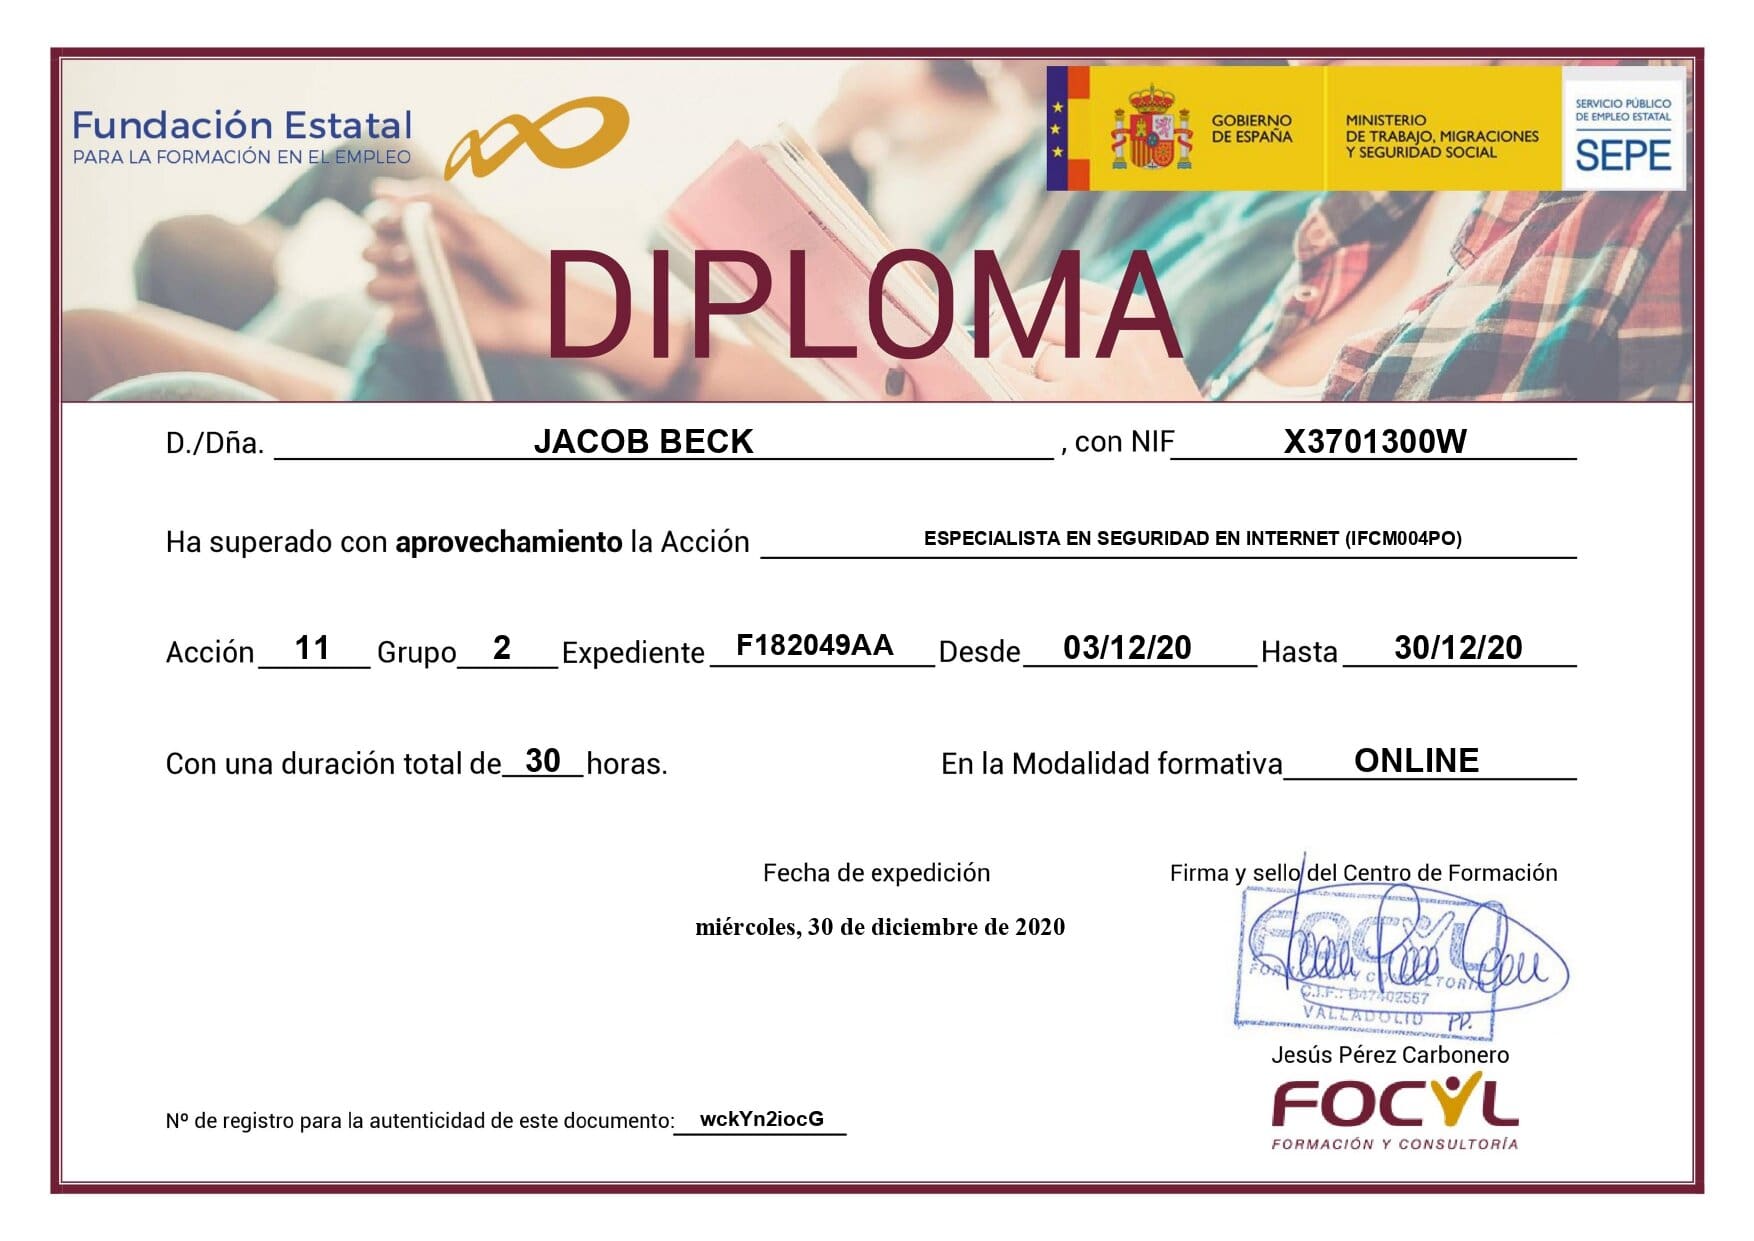 Fundación Estatal
PARA LA FORMACIÓN EN EL EMPLEO
GOBIERNO
DE ESPAÑA
MINISTERIO
DE TRABAJO, MIGRACIONES
Y SEGURIDAD SOCIAL
SERVICIO PÚBLICO
DE EMPLEO ESTATAL
SEPE
DIPLOMA
D./Dña. JACOB BECK , con NIF X3701300W
Ha superado con aprovechamiento la Acción ESPECIALISTA EN SEGURIDAD EN INTERNET (IFCM004PO)
Acción 11 Grupo 2 Expediente F182049AA Desde 03/12/20 Hasta 30/12/20
Con una duración total de 30 horas. En la Modalidad formativa ONLINE
Fecha de expedición
miércoles, 30 de diciembre de 2020
Firma y sello del Centro de Formación
FOCYL
FORMACIÓN Y CONSULTORÍA
C.I.F.: B47402567
VALLADOLID PP.
Jesús Pérez Carbonero
FOCYL
FORMACIÓN Y CONSULTORÍA
Nº de registro para la autenticidad de este documento: wckYn2iocG